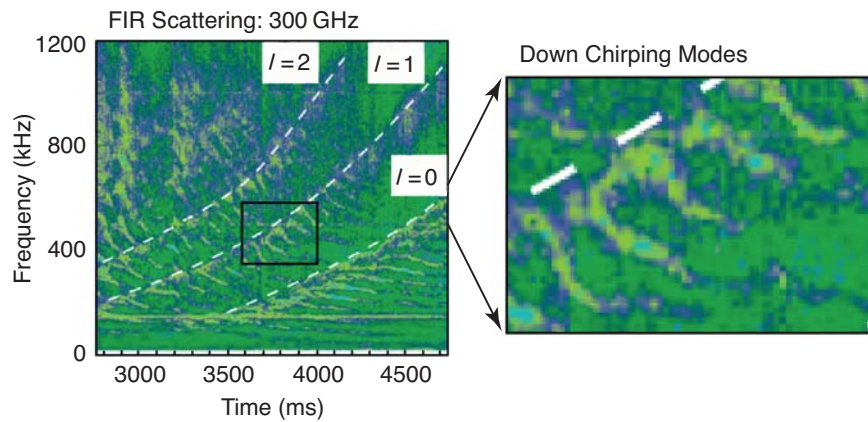 FIR Scattering: 300 GHz
1200
800
400
0
Frequency (kHz)
l = 2
l = 1
l = 0
3000
3500
4000
4500
Time (ms)
Down Chirping Modes